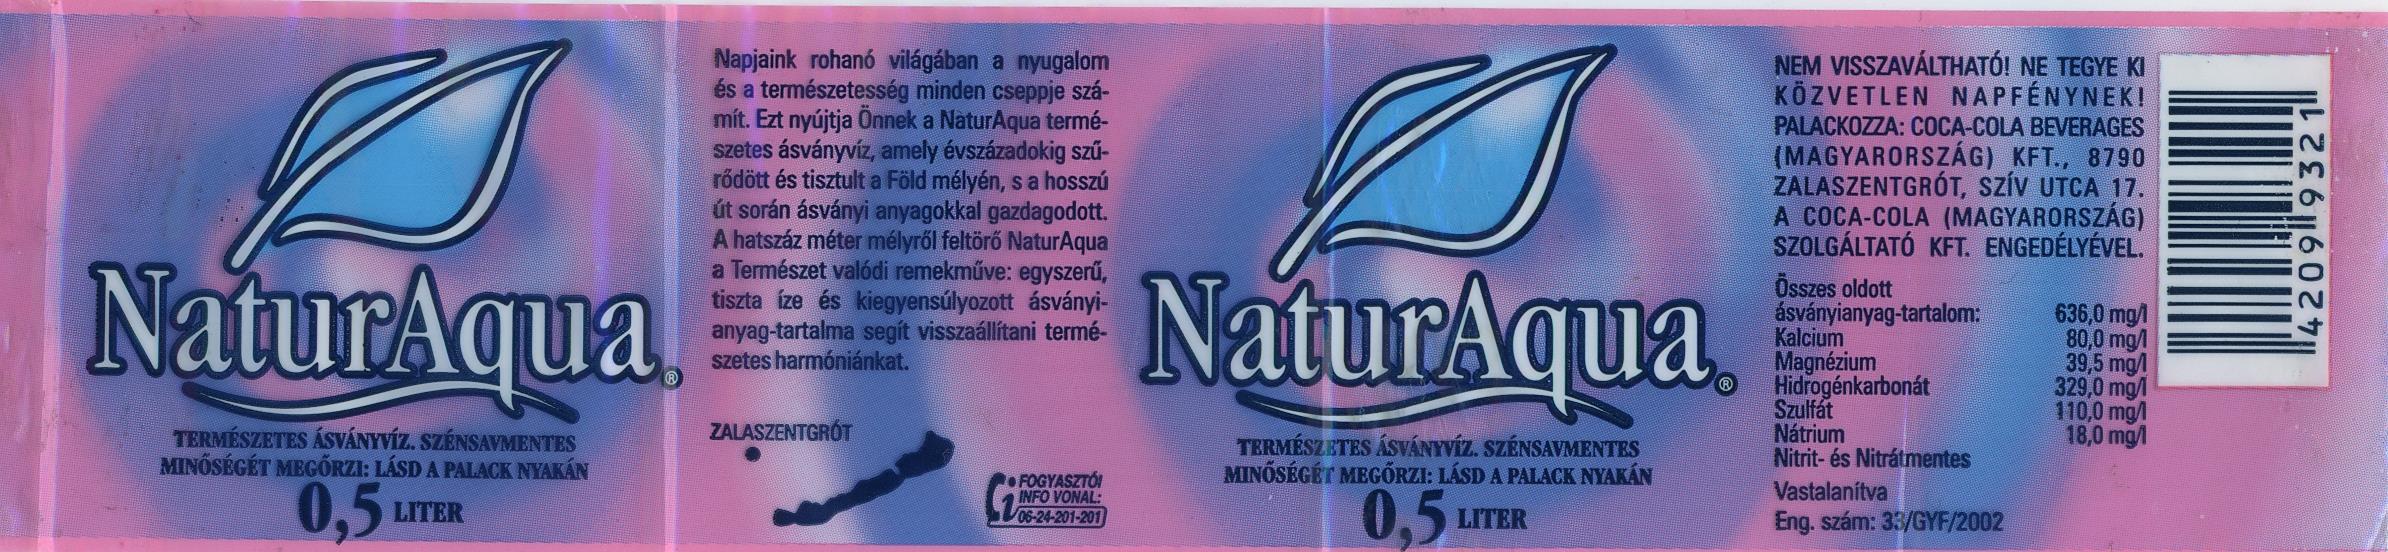 NaturAqua®
TERMÉSZETES ÁSVÁNYVÍZ. SZÉNSAVMENTES
MINŐSÉGÉT MEGŐRZI: LÁSD A PALACK NYAKÁN
0,5 LITER
Napjaink rohanó világában a nyugalom
és a természetesség minden cseppje szá-
mít. Ezt nyújtja Önnek a NaturAqua termé-
szetes ásványvíz, amely évszázadokig szű-
rődött és tisztult a Föld mélyén, s a hosszú
út során ásványi anyagokkal gazdagodott.
A hatszáz méter mélyről feltörő NaturAqua
a Természet valódi remekműve: egyszerű,
tiszta íze és kiegyensúlyozott ásványi-
anyag-tartalma segít visszaállítani termé-
szetes harmóniánkat.
ZALASZENTGRÓT
FOGYASZTÓI
INFO VONAL:
06-24-201-201
NaturAqua®
TERMÉSZETES ÁSVÁNYVÍZ. SZÉNSAVMENTES
MINŐSÉGÉT MEGŐRZI: LÁSD A PALACK NYAKÁN
0,5 LITER
NEM VISSZAVÁLTHATÓ! NE TEGYE KI
KÖZVETLEN NAPFÉNYNEK!
PALACKOZZA: COCA-COLA BEVERAGES
(MAGYARORSZÁG) KFT., 8790
ZALASZENTGRÓT, SZÍV UTCA 17.
A COCA-COLA (MAGYARORSZÁG)
SZOLGÁLTATÓ KFT. ENGEDÉLYÉVEL.
Összes oldott
ásványianyag-tartalom: 636,0 mg/l
Kalcium 80,0 mg/l
Magnézium 39,5 mg/l
Hidrogénkarbonát 329,0 mg/l
Szulfát 110,0 mg/l
Nátrium 18,0 mg/l
Nitrit- és Nitrátmentes
Vastalanítva
Eng. szám: 33/GYF/2002
42091932